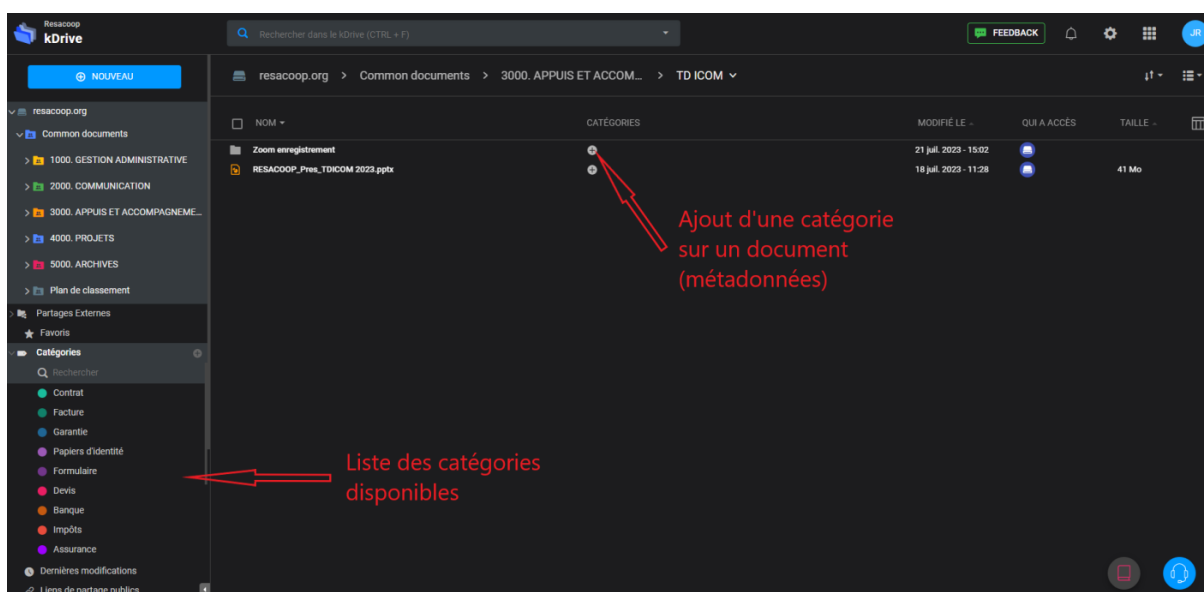 Resacoop
kDrive
Rechercher dans le kDrive (CTRL + F)
FEEDBACK
JR
NOUVEAU
resacoop.org > Common documents > 3000. APPUIS ET ACCOM... > TD ICOM
resacoop.org
Common documents
1000. GESTION ADMINISTRATIVE
2000. COMMUNICATION
3000. APPUIS ET ACCOMPAGNEME...
4000. PROJETS
5000. ARCHIVES
Plan de classement
Partages Externes
Favoris
Catégories
Rechercher
Contrat
Facture
Garantie
Papiers d'identité
Formulaire
Devis
Banque
Impôts
Assurance
Dernières modifications
Liens de partage publics
NOM CATÉGORIES MODIFIÉ LE QUI A ACCÈS TAILLE
Zoom enregistrement 21 juil. 2023 - 15:02
RESACOOP_Pres_TDICOM 2023.pptx 18 juil. 2023 - 11:28 41 Mo
Ajout d'une catégorie
sur un document
(métadonnées)
Liste des catégories
disponibles